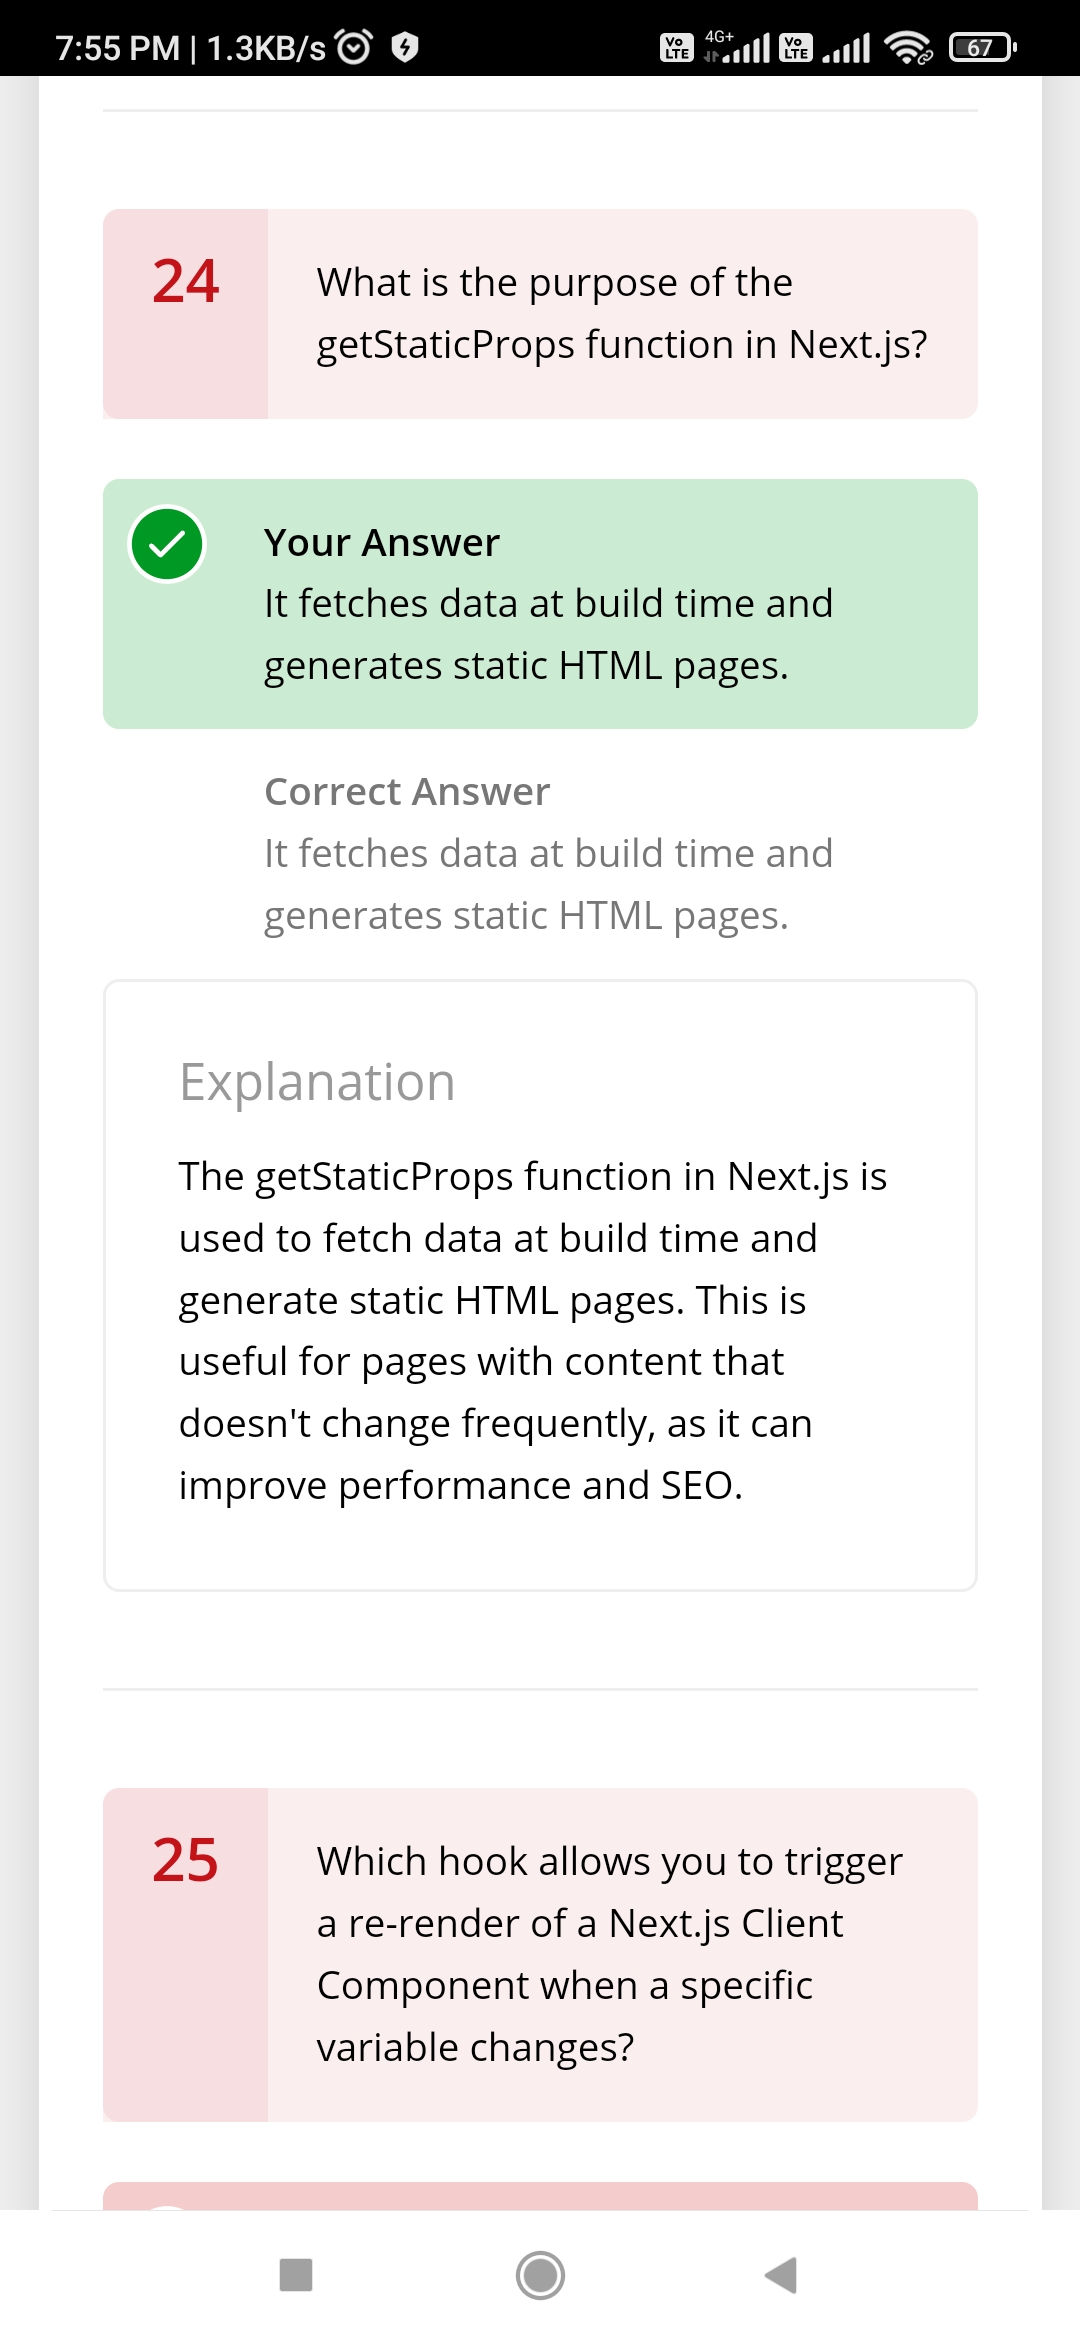 7:55 PM | 1.3KB/s
Vo LTE 4G+ Vo LTE 67
24
What is the purpose of the
getStaticProps function in Next.js?
Your Answer
It fetches data at build time and
generates static HTML pages.
Correct Answer
It fetches data at build time and
generates static HTML pages.
Explanation
The getStaticProps function in Next.js is
used to fetch data at build time and
generate static HTML pages. This is
useful for pages with content that
doesn't change frequently, as it can
improve performance and SEO.
25
Which hook allows you to trigger
a re-render of a Next.js Client
Component when a specific
variable changes?